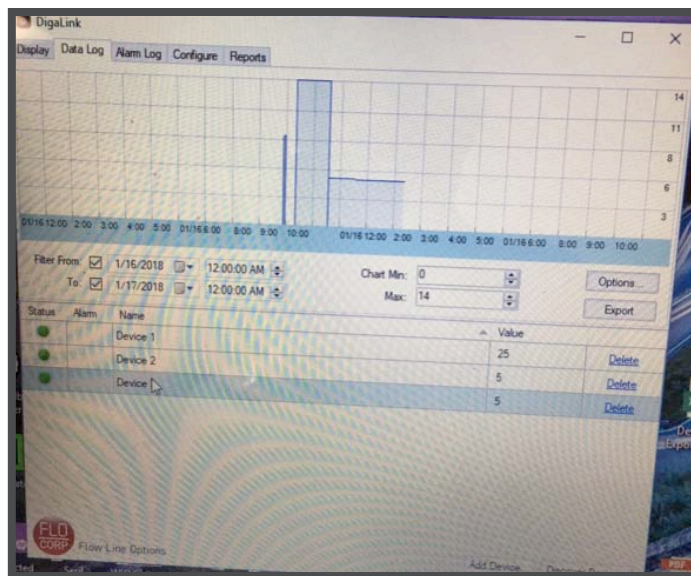 DigaLink
Display Data Log Alarm Log Configure Reports
14
11
8
6
3
01/16 12:00 2:00 3:00 4:00 5:00 01/16 6:00 8:00 9:00 10:00 01/16 12:00 2:00 3:00 4:00 5:00 01/16 6:00 8:00 9:00 10:00
Filter From: 1/16/2018 12:00:00 AM Chart Min: 0 Options...
To: 1/17/2018 12:00:00 AM Max: 14 Export
Status Alarm Name Value
Device 1 25 Delete
Device 2 5 Delete
Device 5 Delete
FLO CORP Flow Line Options
Add Device
PDF